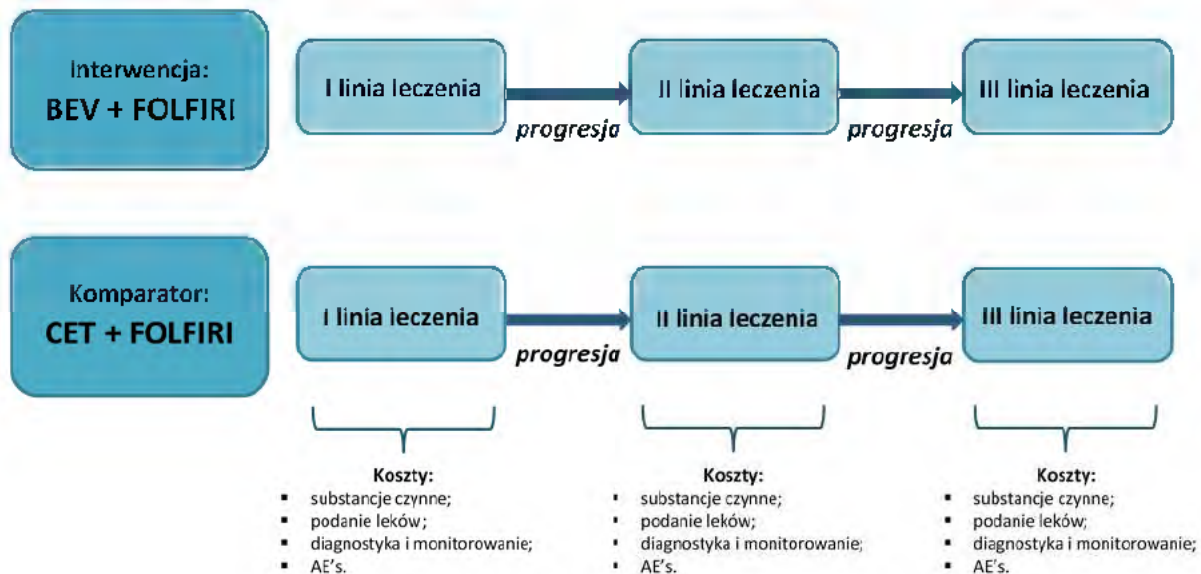 Interwencja:
BEV + FOLFIRI
I linia leczenia
progresja
II linia leczenia
progresja
III linia leczenia
Komparator:
CET + FOLFIRI
I linia leczenia
progresja
II linia leczenia
progresja
III linia leczenia
Koszty:
▪ substancje czynne;
▪ podanie leków;
▪ diagnostyka i monitorowanie;
▪ AE's.
Koszty:
▪ substancje czynne;
▪ podanie leków;
▪ diagnostyka i monitorowanie;
▪ AE's.
Koszty:
▪ substancje czynne;
▪ podanie leków;
▪ diagnostyka i monitorowanie;
▪ AE's.